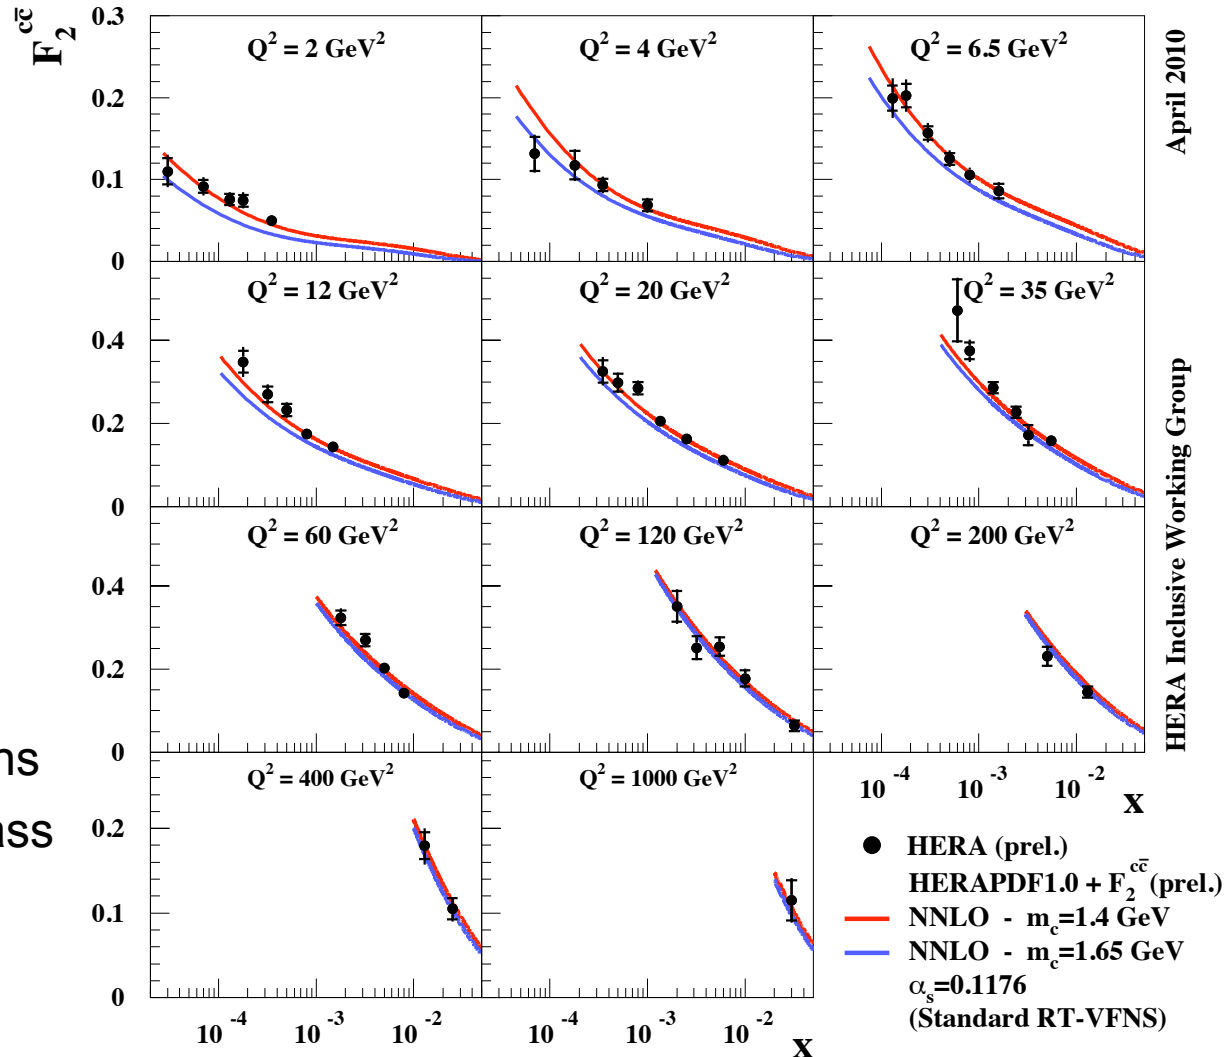 F₂^cc̄
0.3
0.2
0.1
0
0.4
0.2
0
0.4
0.2
0
0.2
0.1
0
Q² = 2 GeV²
Q² = 4 GeV²
Q² = 6.5 GeV²
Q² = 12 GeV²
Q² = 20 GeV²
Q² = 35 GeV²
Q² = 60 GeV²
Q² = 120 GeV²
Q² = 200 GeV²
Q² = 400 GeV²
Q² = 1000 GeV²
10⁻⁴ 10⁻³ 10⁻² x
10⁻⁴ 10⁻³ 10⁻² 10⁻⁴ 10⁻³ 10⁻² x
ns
ass
HERA (prel.)
HERAPDF1.0 + F₂^cc̄ (prel.)
NNLO - m_c=1.4 GeV
NNLO - m_c=1.65 GeV
α_s=0.1176
(Standard RT-VFNS)
April 2010
HERA Inclusive Working Group